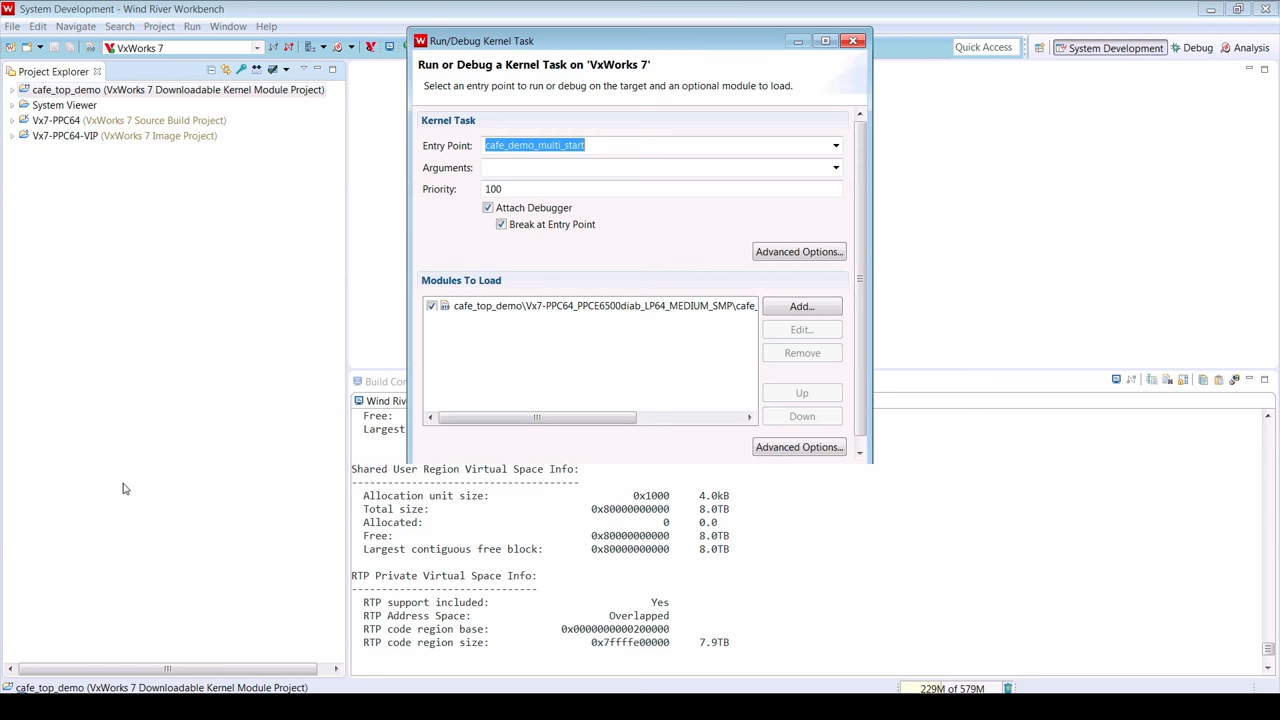 System Development - Wind River Workbench
File Edit Navigate Search Project Run Window Help
VxWorks 7
Quick Access
System Development
Debug
Analysis
Project Explorer
cafe_top_demo (VxWorks 7 Downloadable Kernel Module Project)
System Viewer
Vx7-PPC64 (VxWorks 7 Source Build Project)
Vx7-PPC64-VIP (VxWorks 7 Image Project)
Run/Debug Kernel Task
Run or Debug a Kernel Task on 'VxWorks 7'
Select an entry point to run or debug on the target and an optional module to load.
Kernel Task
Entry Point: cafe_demo_multi_start
Arguments:
Priority: 100
Attach Debugger
Break at Entry Point
Advanced Options...
Modules To Load
cafe_top_demo\Vx7-PPC64_PPCE6500diab_LP64_MEDIUM_SMP\cafe_
Add...
Edit...
Remove
Up
Down
Advanced Options...
Build Con
Wind Riv
Free:
Largest
Shared User Region Virtual Space Info:
--------------------------------------
Allocation unit size: 0x1000 4.0kB
Total size: 0x80000000000 8.0TB
Allocated: 0 0.0
Free: 0x80000000000 8.0TB
Largest contiguous free block: 0x80000000000 8.0TB
RTP Private Virtual Space Info:
-------------------------------
RTP support included: Yes
RTP Address Space: Overlapped
RTP code region base: 0x0000000000200000
RTP code region size: 0x7ffffe00000 7.9TB
cafe_top_demo (VxWorks 7 Downloadable Kernel Module Project)
229M of 579M